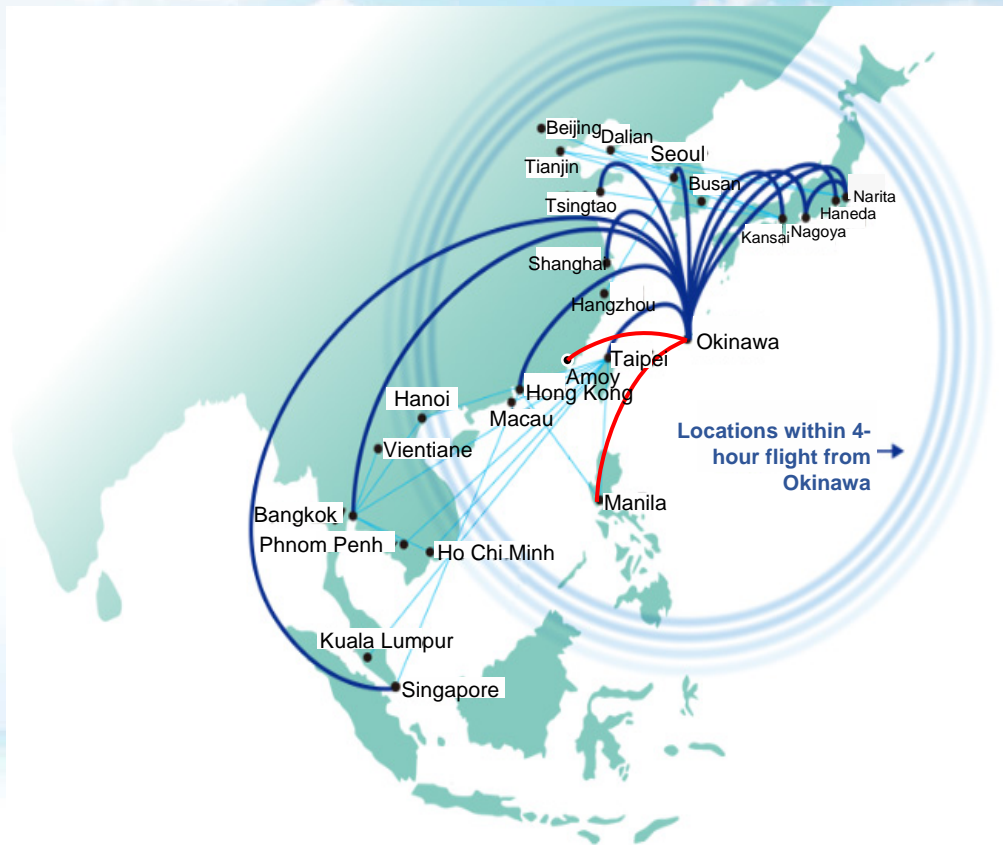 Beijing
Dalian
Tianjin
Seoul
Busan
Tsingtao
Narita
Haneda
Nagoya
Kansai
Shanghai
Hangzhou
Okinawa
Taipei
Amoy
Hong Kong
Hanoi
Macau
Locations within 4-
hour flight from
Okinawa
Vientiane
Manila
Bangkok
Phnom Penh
Ho Chi Minh
Kuala Lumpur
Singapore